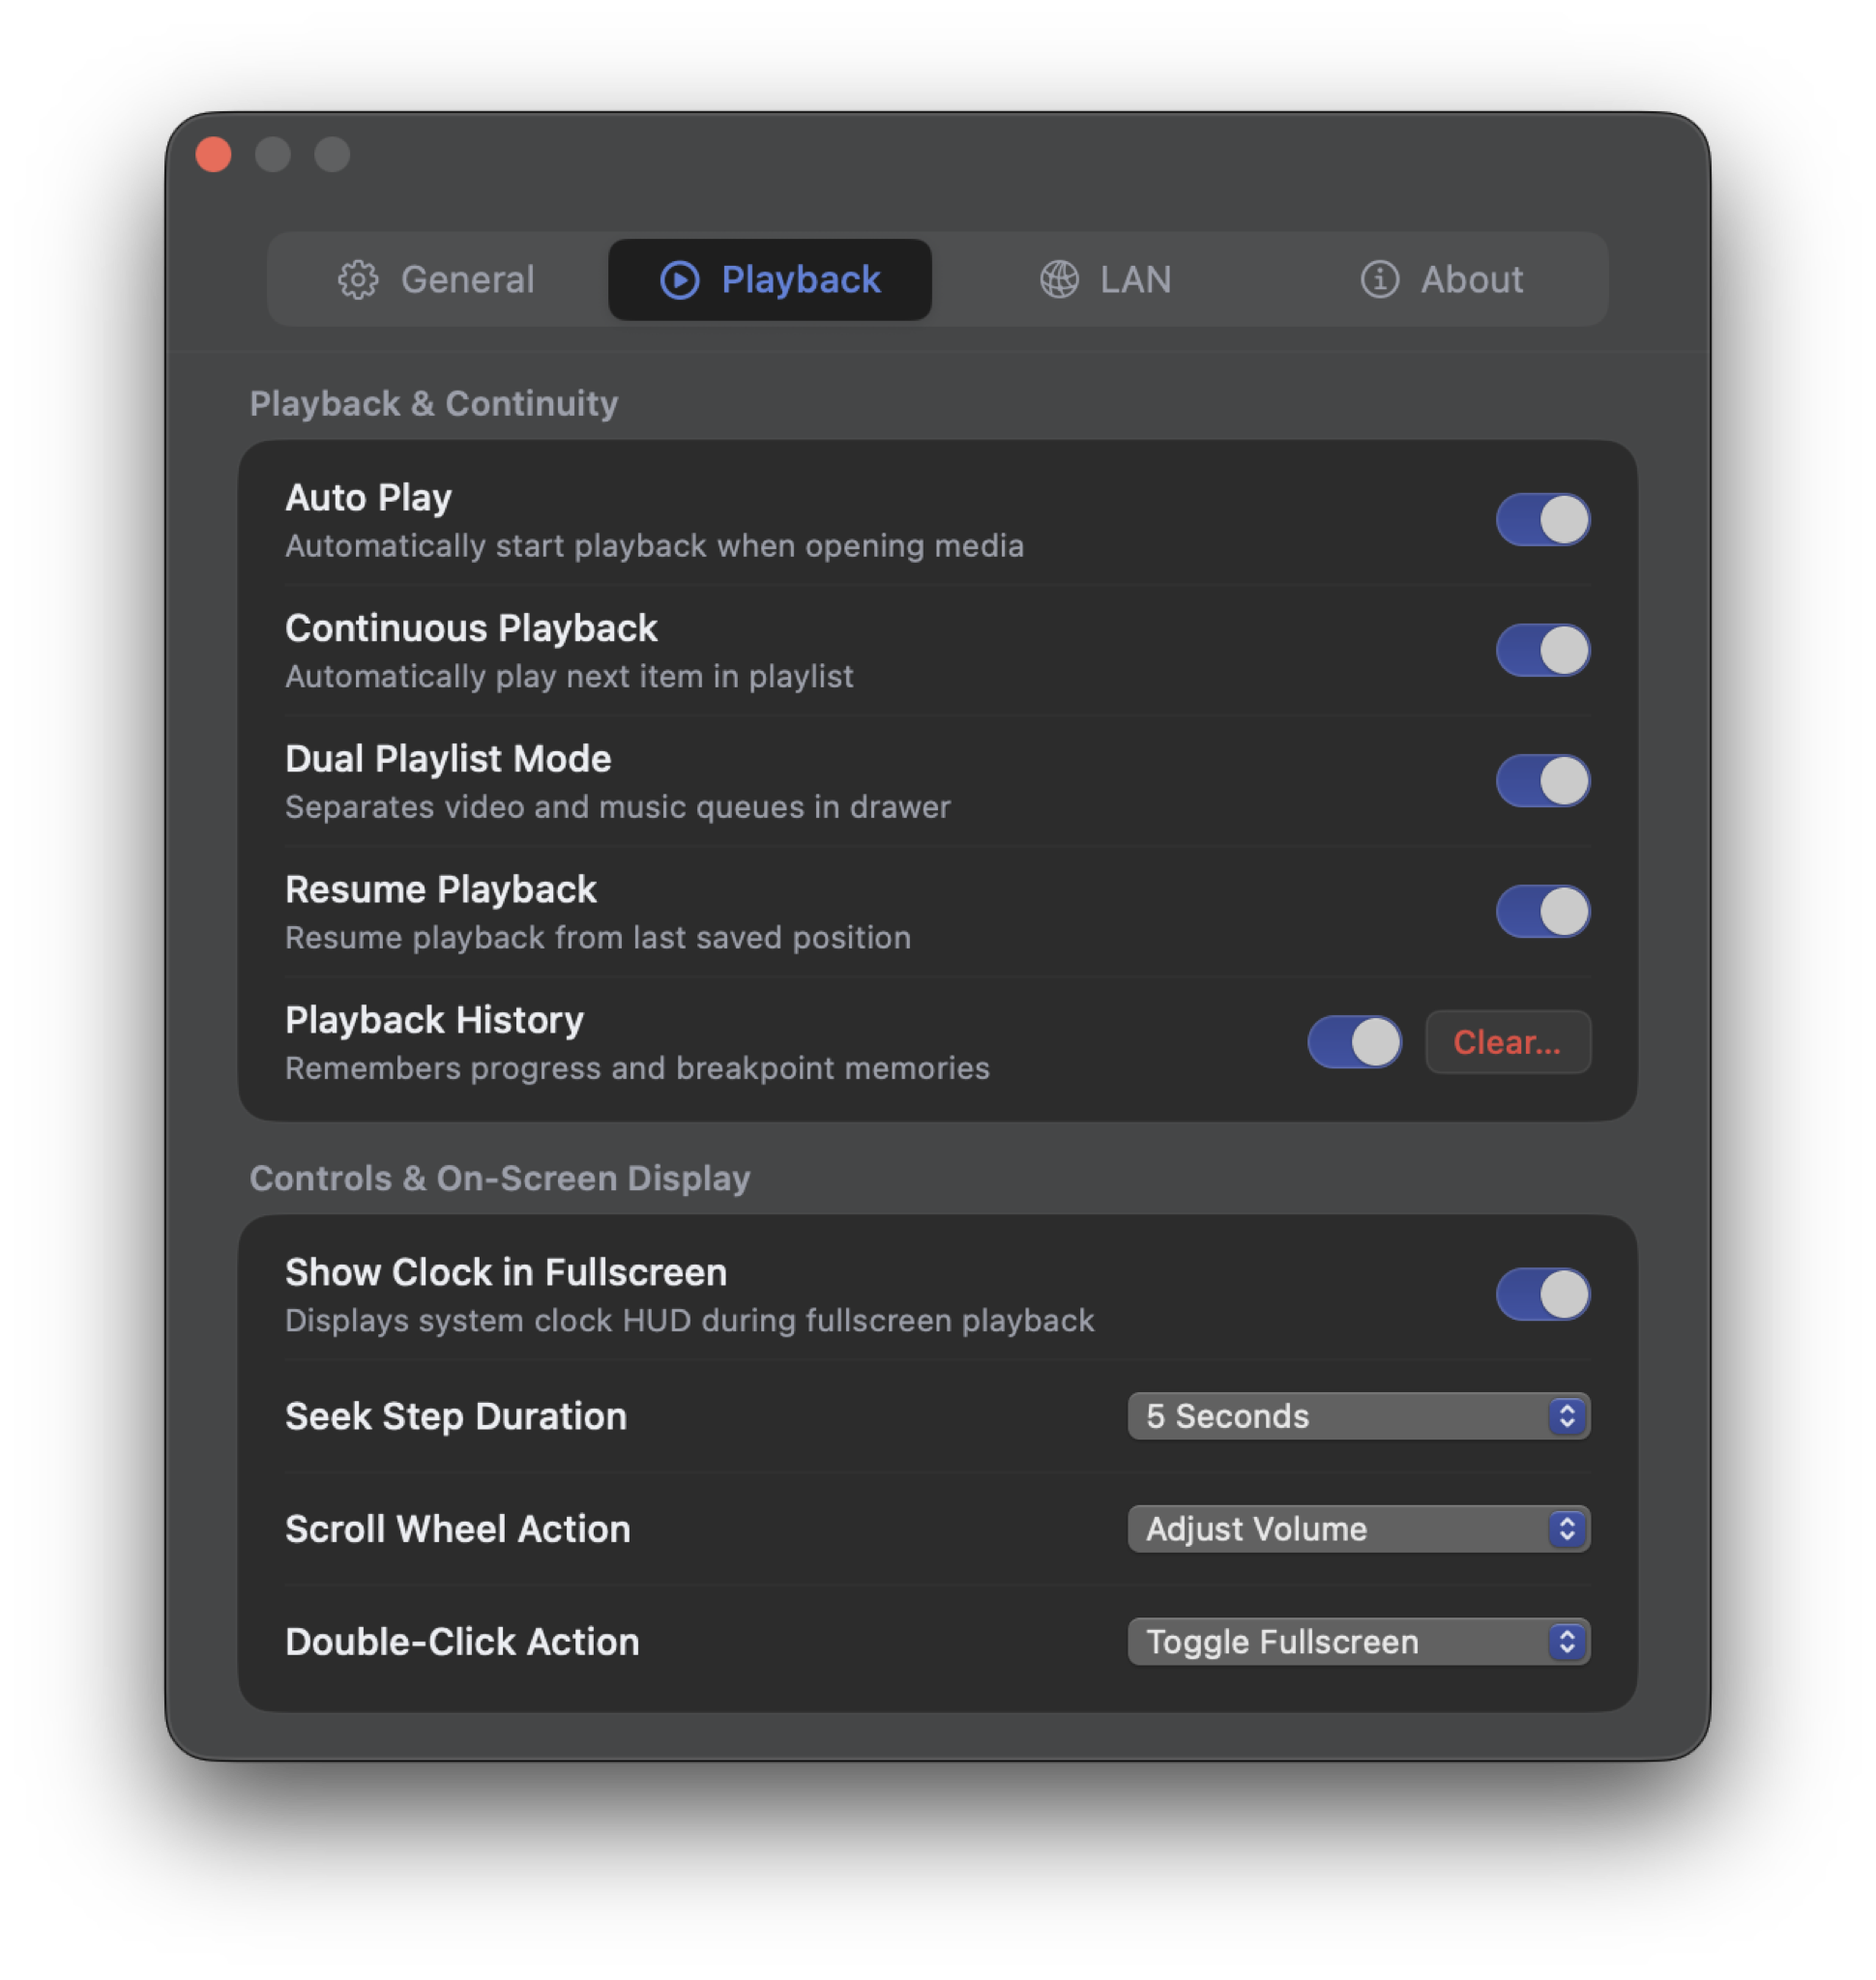 General
Playback
LAN
About
Playback & Continuity
Auto Play
Automatically start playback when opening media
Continuous Playback
Automatically play next item in playlist
Dual Playlist Mode
Separates video and music queues in drawer
Resume Playback
Resume playback from last saved position
Playback History
Remembers progress and breakpoint memories
Clear...
Controls & On-Screen Display
Show Clock in Fullscreen
Displays system clock HUD during fullscreen playback
Seek Step Duration
5 Seconds
Scroll Wheel Action
Adjust Volume
Double-Click Action
Toggle Fullscreen